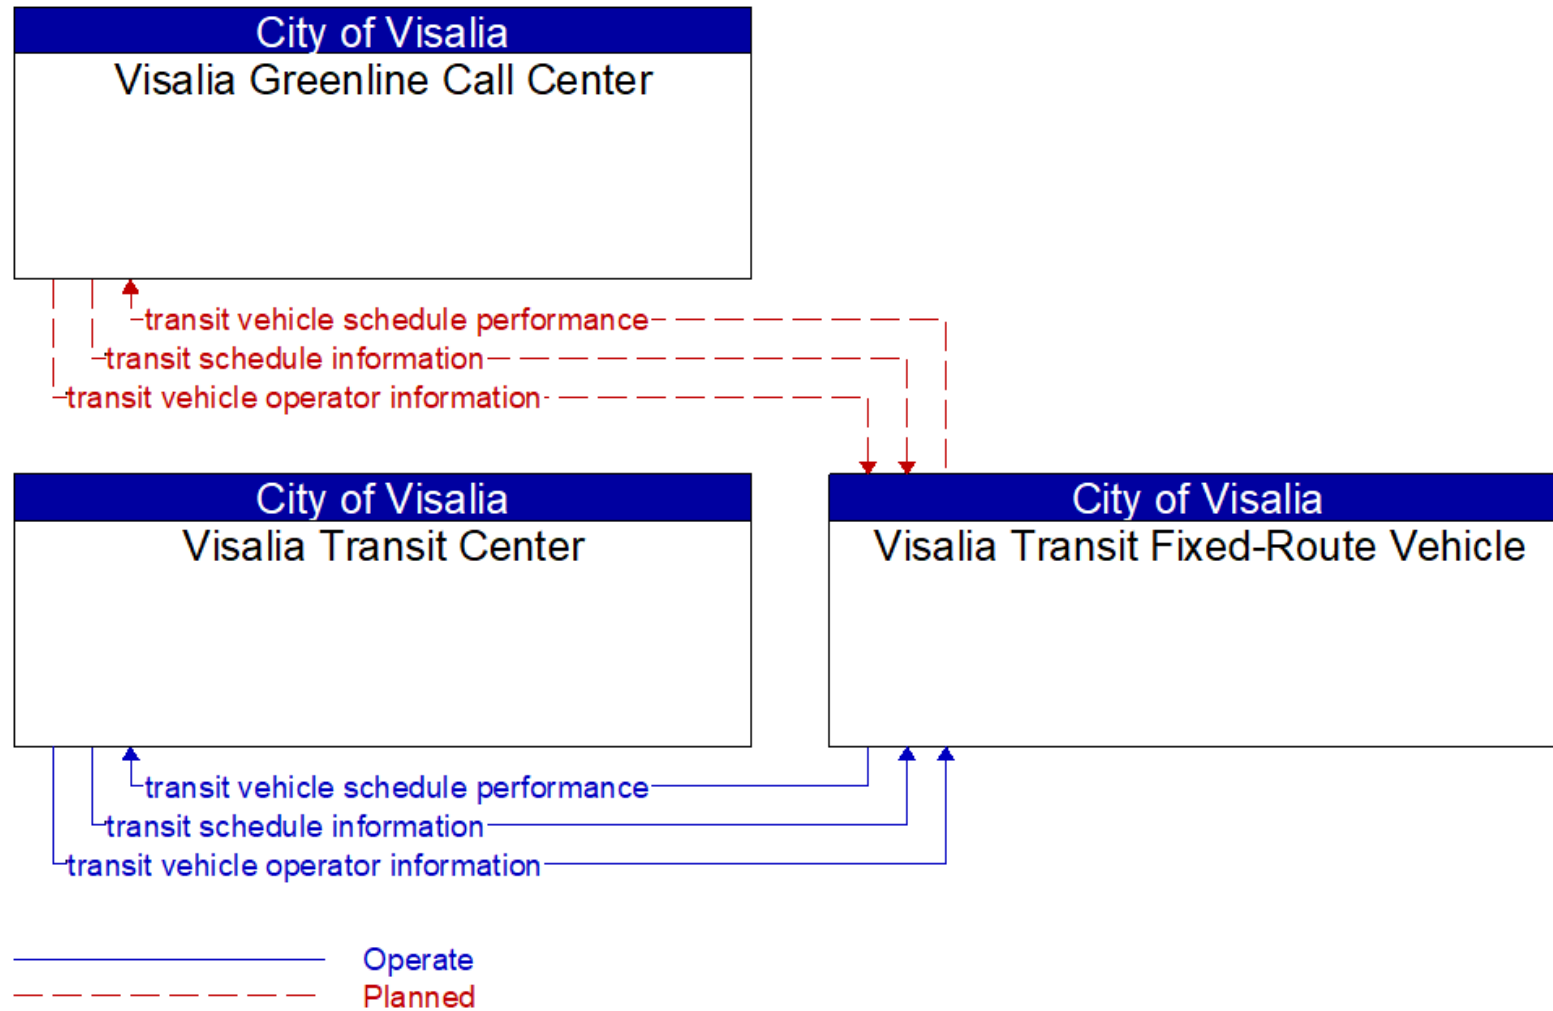 City of Visalia
Visalia Greenline Call Center
transit vehicle schedule performance
transit schedule information
transit vehicle operator information
City of Visalia
Visalia Transit Center
City of Visalia
Visalia Transit Fixed-Route Vehicle
transit vehicle schedule performance
transit schedule information
transit vehicle operator information
Operate
Planned